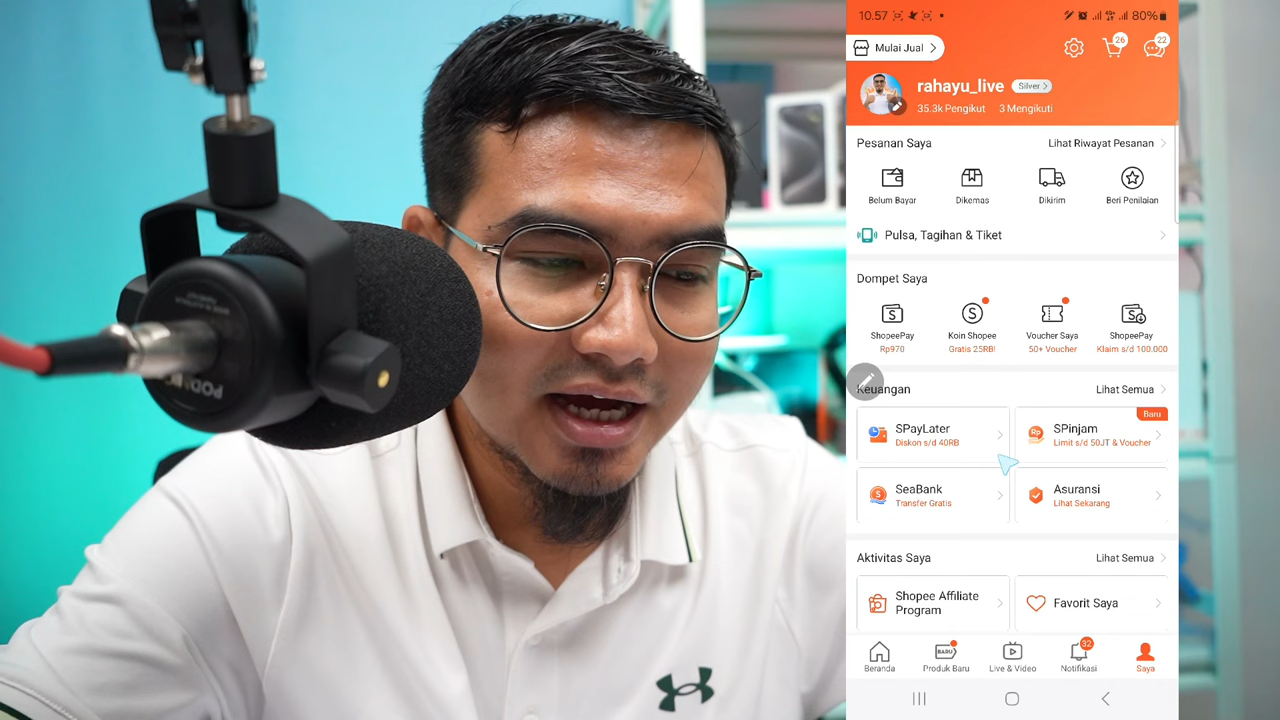 10.57
80%
Mulai Jual
26
22
rahayu_live
Silver
35.3k Pengikut
3 Mengikuti
Pesanan Saya
Lihat Riwayat Pesanan
Belum Bayar
Dikemas
Dikirim
Beri Penilaian
Pulsa, Tagihan & Tiket
Dompet Saya
ShopeePay
Koin Shopee
Voucher Saya
ShopeePay
Rp970
Gratis 25RB!
50+ Voucher
Klaim s/d 100.000
Keuangan
Lihat Semua
Baru
SPayLater
Diskon s/d 40RB
SPinjam
Limit s/d 50JT & Voucher
SeaBank
Transfer Gratis
Asuransi
Lihat Sekarang
Aktivitas Saya
Lihat Semua
Shopee Affiliate
Program
Favorit Saya
BARU
32
Beranda
Produk Baru
Live & Video
Notifikasi
Saya